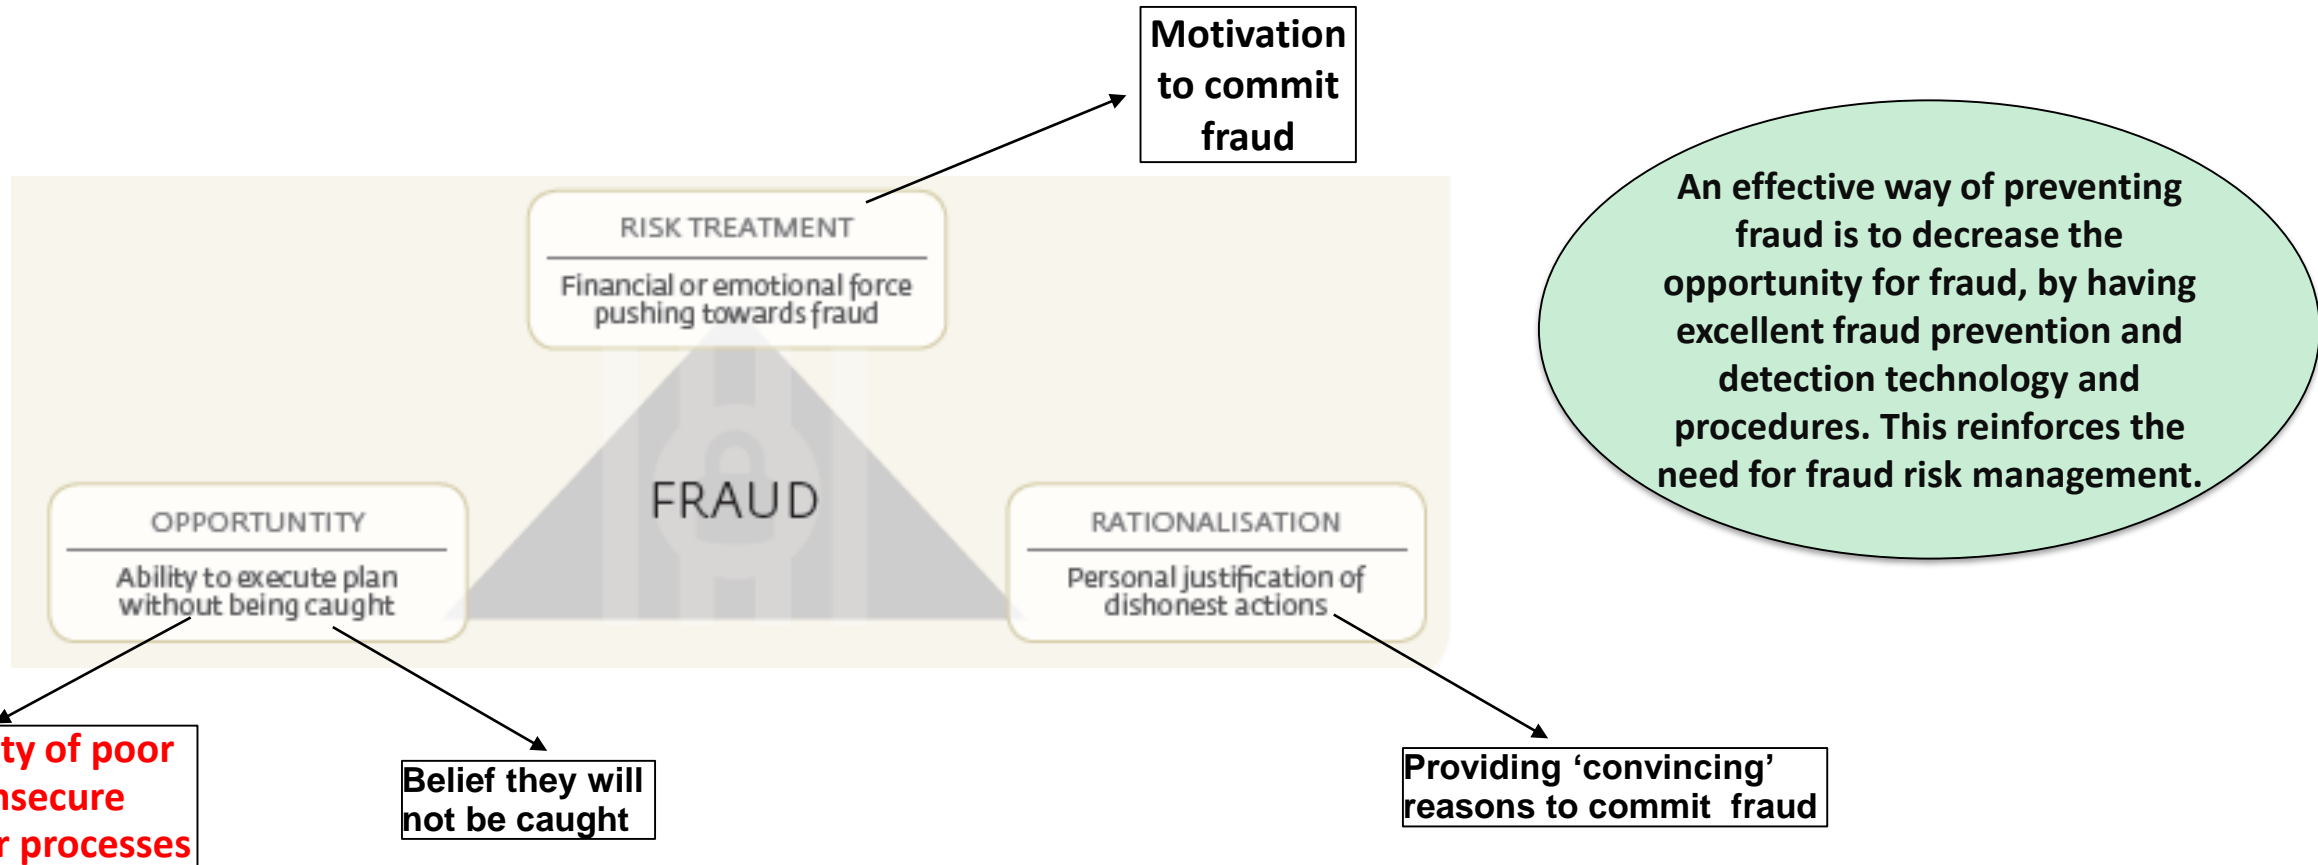 Motivation
to commit
fraud
An effective way of preventing
fraud is to decrease the
opportunity for fraud, by having
excellent fraud prevention and
detection technology and
procedures. This reinforces the
need for fraud risk management.
RISK TREATMENT
Financial or emotional force
pushing towards fraud
FRAUD
OPPORTUNTITY
Ability to execute plan
without being caught
RATIONALISATION
Personal justification of
dishonest actions
of poor
processes
Belief they will
not be caught
Providing ‘convincing’
reasons to commit fraud